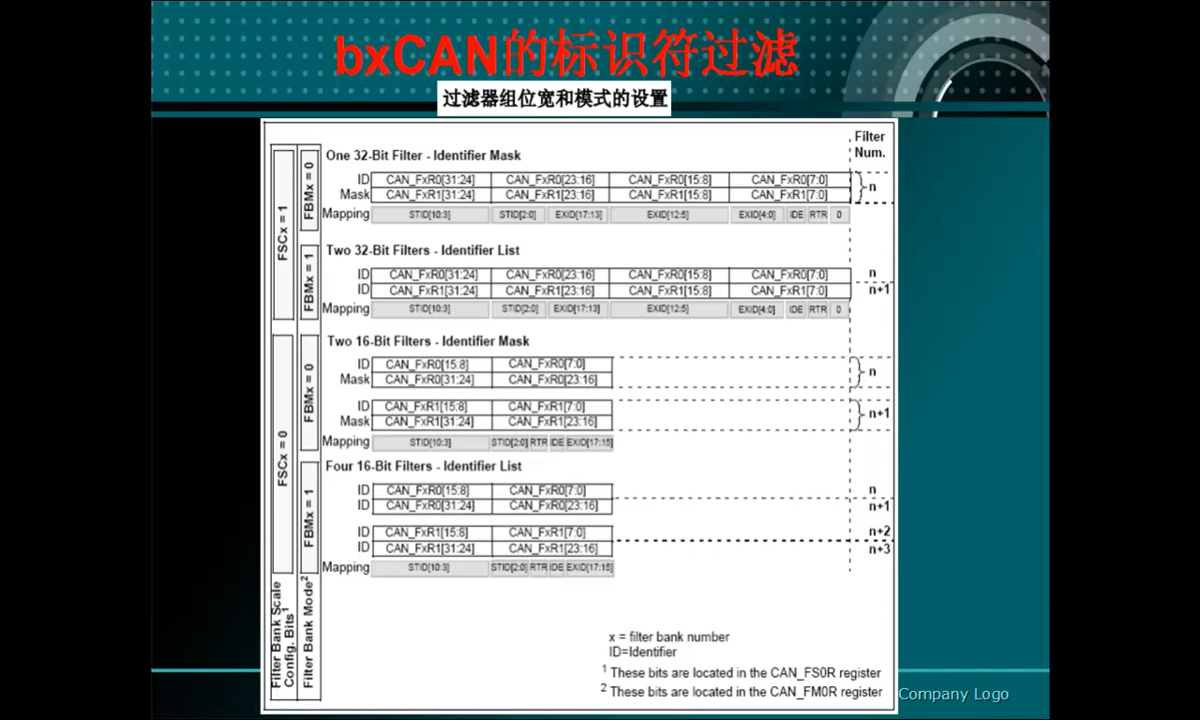 bxCAN的标识符过滤
过滤器组位宽和模式的设置
Filter
Num.
FSCx = 1
FBMx = 0
One 32-Bit Filter - Identifier Mask
ID CAN_FxR0[31:24] CAN_FxR0[23:16] CAN_FxR0[15:8] CAN_FxR0[7:0]
Mask CAN_FxR1[31:24] CAN_FxR1[23:16] CAN_FxR1[15:8] CAN_FxR1[7:0]
n
Mapping STID[10:3] STID[2:0] EXID[17:13] EXID[12:5] EXID[4:0] IDE RTR 0
FBMx = 1
Two 32-Bit Filters - Identifier List
ID CAN_FxR0[31:24] CAN_FxR0[23:16] CAN_FxR0[15:8] CAN_FxR0[7:0] n
ID CAN_FxR1[31:24] CAN_FxR1[23:16] CAN_FxR1[15:8] CAN_FxR1[7:0] n+1
Mapping STID[10:3] STID[2:0] EXID[17:13] EXID[12:5] EXID[4:0] IDE RTR 0
FSCx = 0
FBMx = 0
Two 16-Bit Filters - Identifier Mask
ID CAN_FxR0[15:8] CAN_FxR0[7:0]
Mask CAN_FxR0[31:24] CAN_FxR0[23:16]
n
ID CAN_FxR1[15:8] CAN_FxR1[7:0]
Mask CAN_FxR1[31:24] CAN_FxR1[23:16]
n+1
Mapping STID[10:3] STID[2:0] RTR IDE EXID[17:15]
FBMx = 1
Four 16-Bit Filters - Identifier List
ID CAN_FxR0[15:8] CAN_FxR0[7:0] n
ID CAN_FxR0[31:24] CAN_FxR0[23:16] n+1
ID CAN_FxR1[15:8] CAN_FxR1[7:0] n+2
ID CAN_FxR1[31:24] CAN_FxR1[23:16] n+3
Mapping STID[10:3] STID[2:0] RTR IDE EXID[17:15]
Filter Bank Scale
Config. Bits1
Filter Bank Mode2
x = filter bank number
ID=Identifier
1 These bits are located in the CAN_FS0R register
2 These bits are located in the CAN_FM0R register
Company Logo